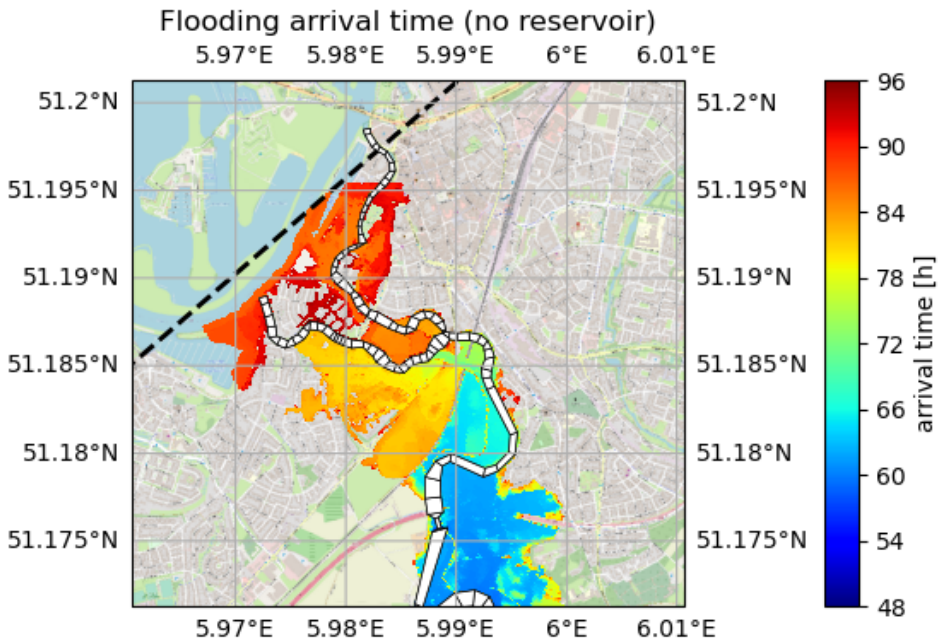 Flooding arrival time (no reservoir)
5.97°E 5.98°E 5.99°E 6°E 6.01°E
51.2°N 51.2°N 96
51.195°N 51.195°N 90
84
51.19°N 51.19°N 78
51.185°N 51.185°N 72
66
51.18°N 51.18°N 60
51.175°N 51.175°N 54
48
5.97°E 5.98°E 5.99°E 6°E 6.01°E
arrival time [h]